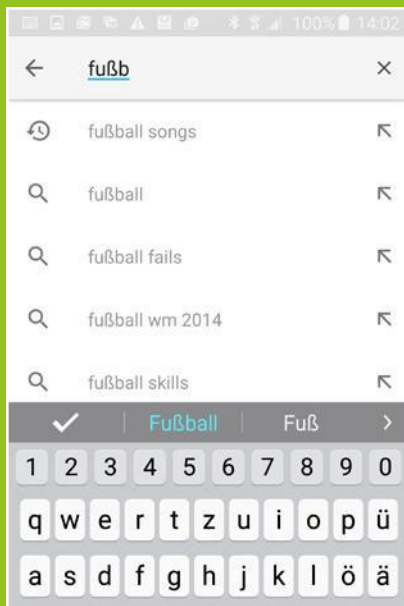 100% 14:02
fußb
fußball songs
fußball
fußball fails
fußball wm 2014
fußball skills
Fußball Fuß
1 2 3 4 5 6 7 8 9 0
q w e r t z u i o p ü
a s d f g h j k l ö ä